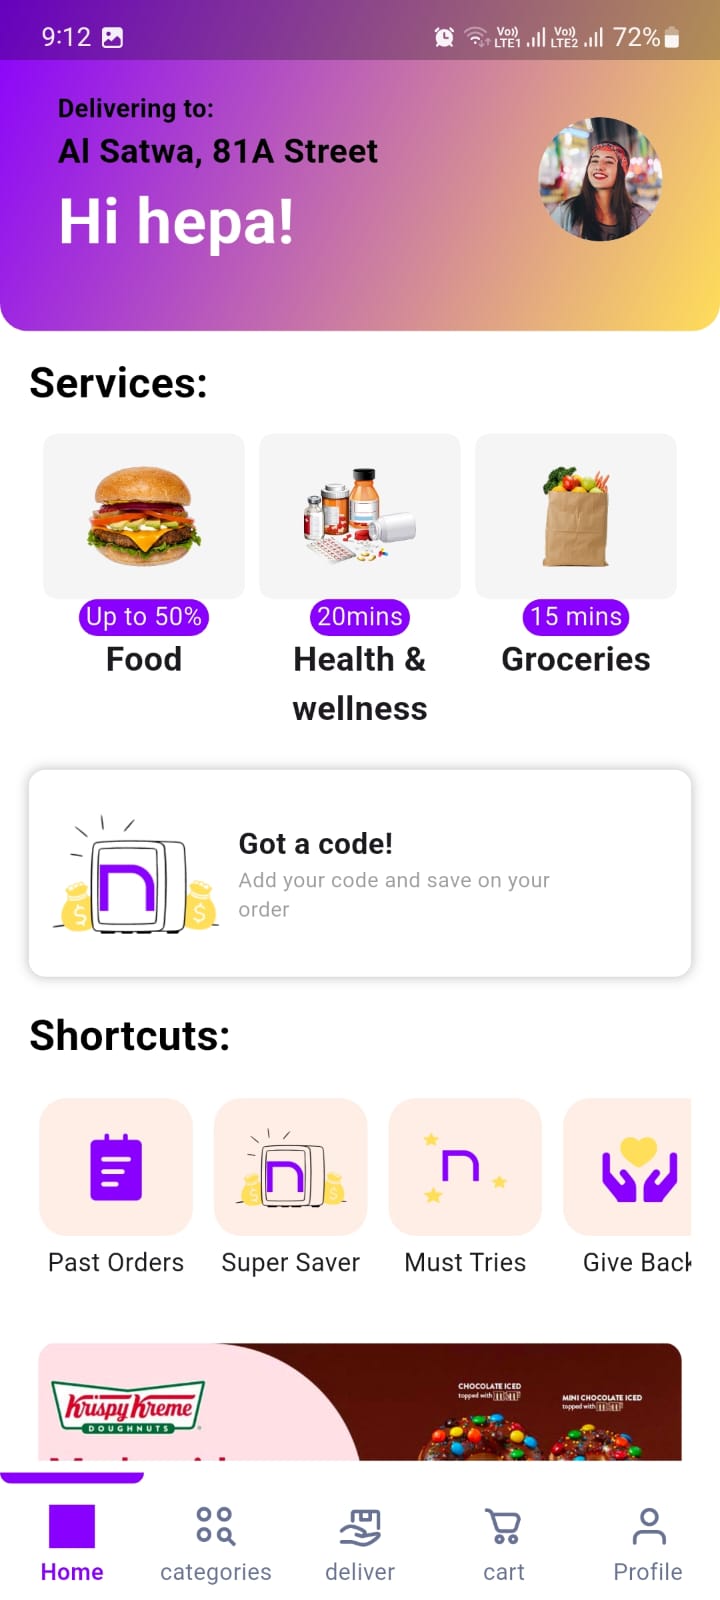 9:12
Vo)) LTE1 Vo)) LTE2 72%
Delivering to:
Al Satwa, 81A Street
Hi hepa!
Services:
Up to 50% 20mins 15 mins
Food Health & Groceries
wellness
Got a code!
Add your code and save on your
order
Shortcuts:
Past Orders Super Saver Must Tries Give Back
Krispy Kreme
DOUGHNUTS
CHOCOLATE ICED
topped with m&m's
MINI CHOCOLATE ICED
topped with m&m's
Home categories deliver cart Profile